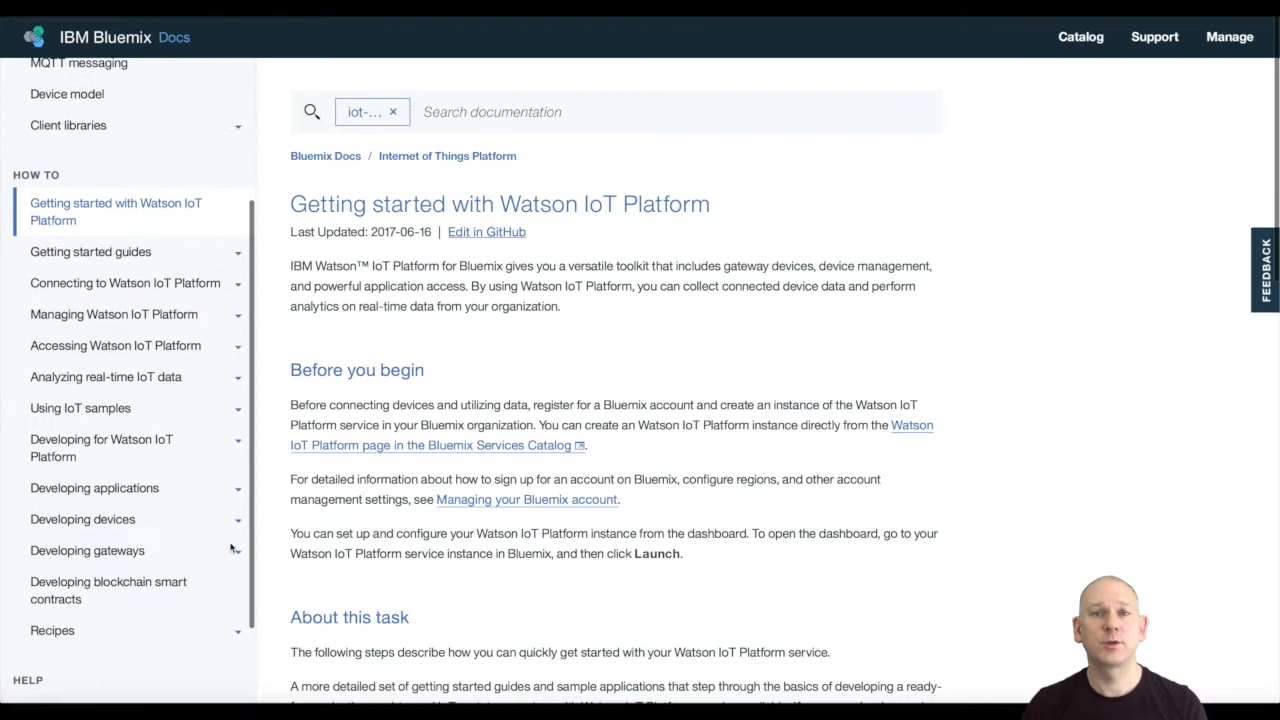 IBM Bluemix Docs
Catalog Support Manage
MQTT messaging
Device model
Client libraries
HOW TO
Getting started with Watson IoT
Platform
Getting started guides
Connecting to Watson IoT Platform
Managing Watson IoT Platform
Accessing Watson IoT Platform
Analyzing real-time IoT data
Using IoT samples
Developing for Watson IoT
Platform
Developing applications
Developing devices
Developing gateways
Developing blockchain smart
contracts
Recipes
HELP
iot-... × Search documentation
Bluemix Docs / Internet of Things Platform
Getting started with Watson IoT Platform
Last Updated: 2017-06-16 | Edit in GitHub
IBM Watson™ IoT Platform for Bluemix gives you a versatile toolkit that includes gateway devices, device management,
and powerful application access. By using Watson IoT Platform, you can collect connected device data and perform
analytics on real-time data from your organization.
Before you begin
Before connecting devices and utilizing data, register for a Bluemix account and create an instance of the Watson IoT
Platform service in your Bluemix organization. You can create an Watson IoT Platform instance directly from the Watson
IoT Platform page in the Bluemix Services Catalog.
For detailed information about how to sign up for an account on Bluemix, configure regions, and other account
management settings, see Managing your Bluemix account.
You can set up and configure your Watson IoT Platform instance from the dashboard. To open the dashboard, go to your
Watson IoT Platform service instance in Bluemix, and then click Launch.
About this task
The following steps describe how you can quickly get started with your Watson IoT Platform service.
A more detailed set of getting started guides and sample applications that step through the basics of developing a ready-
FEEDBACK